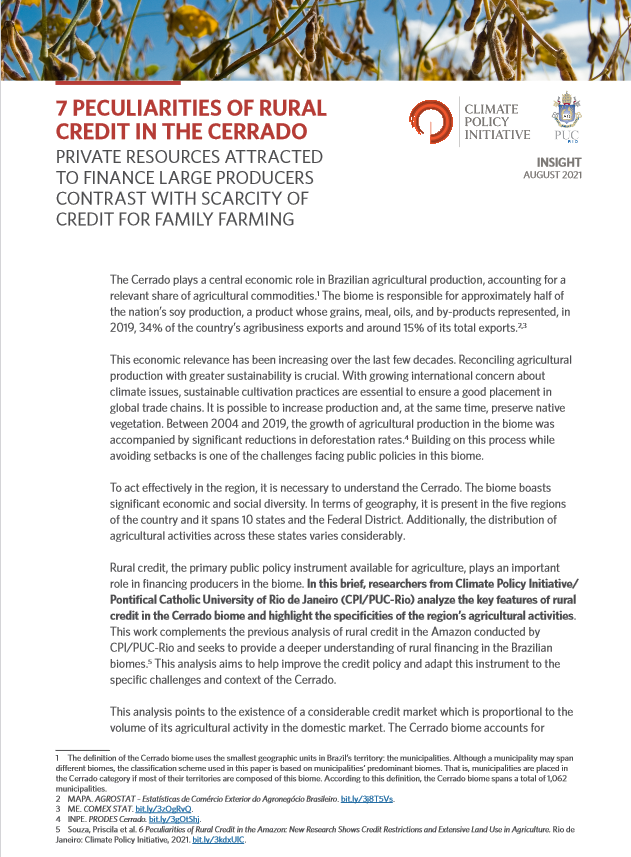 7 PECULIARITIES OF RURAL
CREDIT IN THE CERRADO
PRIVATE RESOURCES ATTRACTED
TO FINANCE LARGE PRODUCERS
CONTRAST WITH SCARCITY OF
CREDIT FOR FAMILY FARMING
CLIMATE
POLICY
INITIATIVE
PUC
RIO
INSIGHT
AUGUST 2021
The Cerrado plays a central economic role in Brazilian agricultural production, accounting for a
relevant share of agricultural commodities.¹ The biome is responsible for approximately half of
the nation's soy production, a product whose grains, meal, oils, and by-products represented, in
2019, 34% of the country's agribusiness exports and around 15% of its total exports.²,³
This economic relevance has been increasing over the last few decades. Reconciling agricultural
production with greater sustainability is crucial. With growing international concern about
climate issues, sustainable cultivation practices are essential to ensure a good placement in
global trade chains. It is possible to increase production and, at the same time, preserve native
vegetation. Between 2004 and 2019, the growth of agricultural production in the biome was
accompanied by significant reductions in deforestation rates.⁴ Building on this process while
avoiding setbacks is one of the challenges facing public policies in this biome.
To act effectively in the region, it is necessary to understand the Cerrado. The biome boasts
significant economic and social diversity. In terms of geography, it is present in the five regions
of the country and it spans 10 states and the Federal District. Additionally, the distribution of
agricultural activities across these states varies considerably.
Rural credit, the primary public policy instrument available for agriculture, plays an important
role in financing producers in the biome. In this brief, researchers from Climate Policy Initiative/
Pontifical Catholic University of Rio de Janeiro (CPI/PUC-Rio) analyze the key features of rural
credit in the Cerrado biome and highlight the specificities of the region's agricultural activities.
This work complements the previous analysis of rural credit in the Amazon conducted by
CPI/PUC-Rio and seeks to provide a deeper understanding of rural financing in the Brazilian
biomes.⁵ This analysis aims to help improve the credit policy and adapt this instrument to the
specific challenges and context of the Cerrado.
This analysis points to the existence of a considerable credit market which is proportional to the
volume of its agricultural activity in the domestic market. The Cerrado biome accounts for
1 The definition of the Cerrado biome uses the smallest geographic units in Brazil's territory: the municipalities. Although a municipality may span
different biomes, the classification scheme used in this paper is based on municipalities' predominant biomes. That is, municipalities are placed in
the Cerrado category if most of their territories are composed of this biome. According to this definition, the Cerrado biome spans a total of 1,062
municipalities.
2 MAPA. AGROSTAT – Estatísticas de Comércio Exterior do Agronegócio Brasileiro. bit.ly/3j8T5Vs.
3 ME. COMEX STAT. bit.ly/3zOgRvQ.
4 INPE. PRODES Cerrado. bit.ly/3gOt5hj.
5 Souza, Priscila et al. 6 Peculiarities of Rural Credit in the Amazon: New Research Shows Credit Restrictions and Extensive Land Use in Agriculture. Rio de
Janeiro: Climate Policy Initiative, 2021. bit.ly/3kdxUIC.